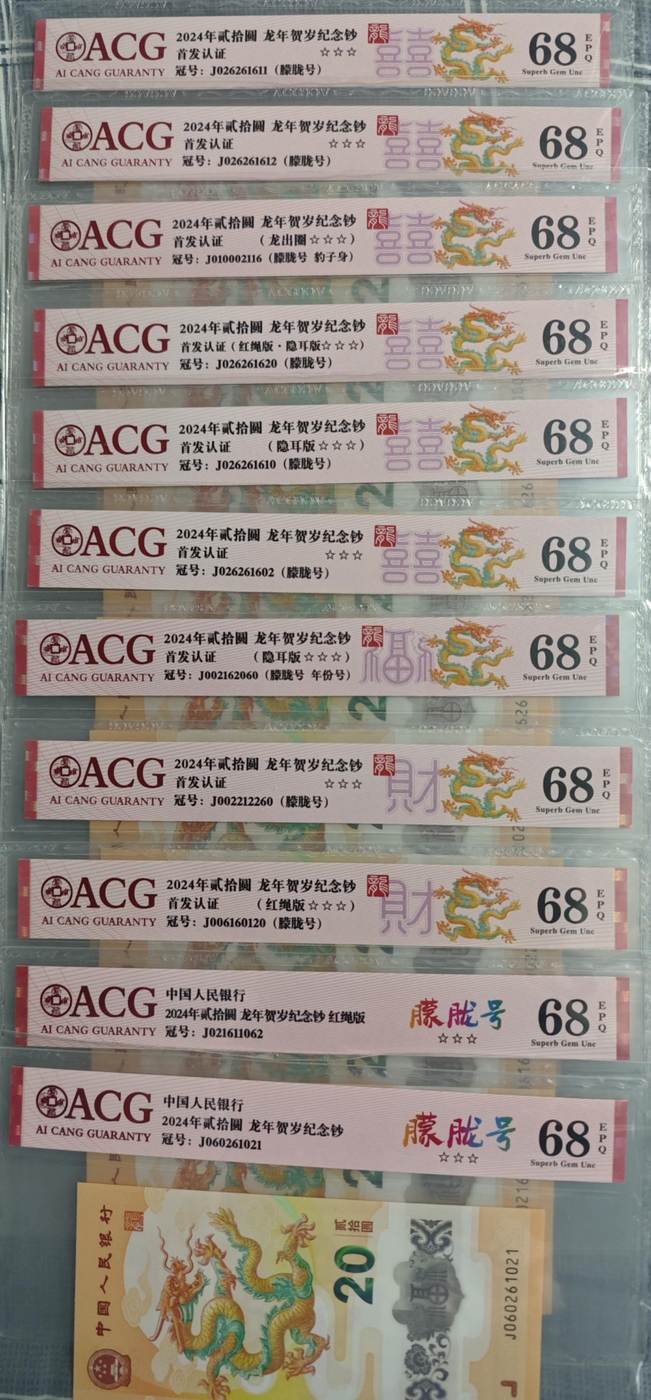 ACG
AI CANG GUARANTY
2024年贰拾圆 龙年贺岁纪念钞
首发认证 ☆☆☆
冠号：J026261611（朦胧号）
龍
囍
68
EPQ
Superb Gem Unc
ACG
AI CANG GUARANTY
2024年贰拾圆 龙年贺岁纪念钞
首发认证 ☆☆☆
冠号：J026261612（朦胧号）
龍
囍
68
EPQ
Superb Gem Unc
ACG
AI CANG GUARANTY
2024年贰拾圆 龙年贺岁纪念钞
首发认证 （龙出圈☆☆☆）
冠号：J010002116（朦胧号 豹子身）
龍
囍
68
EPQ
Superb Gem Unc
ACG
AI CANG GUARANTY
2024年贰拾圆 龙年贺岁纪念钞
首发认证（红绳版·隐耳版☆☆☆）
冠号：J026261620（朦胧号）
龍
囍
68
EPQ
Superb Gem Unc
ACG
AI CANG GUARANTY
2024年贰拾圆 龙年贺岁纪念钞
首发认证 （隐耳版☆☆☆）
冠号：J026261610（朦胧号）
龍
囍
68
EPQ
Superb Gem Unc
ACG
AI CANG GUARANTY
2024年贰拾圆 龙年贺岁纪念钞
首发认证 ☆☆☆
冠号：J026261602（朦胧号）
龍
囍
68
EPQ
Superb Gem Unc
ACG
AI CANG GUARANTY
2024年贰拾圆 龙年贺岁纪念钞
首发认证 （隐耳版☆☆☆）
冠号：J002162060（朦胧号 年份号）
龍
福
68
EPQ
Superb Gem Unc
ACG
AI CANG GUARANTY
2024年贰拾圆 龙年贺岁纪念钞
首发认证 ☆☆☆
冠号：J002212260（朦胧号）
龍
財
68
EPQ
Superb Gem Unc
ACG
AI CANG GUARANTY
2024年贰拾圆 龙年贺岁纪念钞
首发认证 （红绳版☆☆☆）
冠号：J006160120（朦胧号）
龍
財
68
EPQ
Superb Gem Unc
ACG
AI CANG GUARANTY
中国人民银行
2024年贰拾圆 龙年贺岁纪念钞 红绳版
冠号：J021611062
朦胧号
☆☆☆
68
EPQ
Superb Gem Unc
ACG
AI CANG GUARANTY
中国人民银行
2024年贰拾圆 龙年贺岁纪念钞
冠号：J060261021
朦胧号
☆☆☆
68
EPQ
Superb Gem Unc
中国人民银行
贰拾圆
20
福
J060261021
J